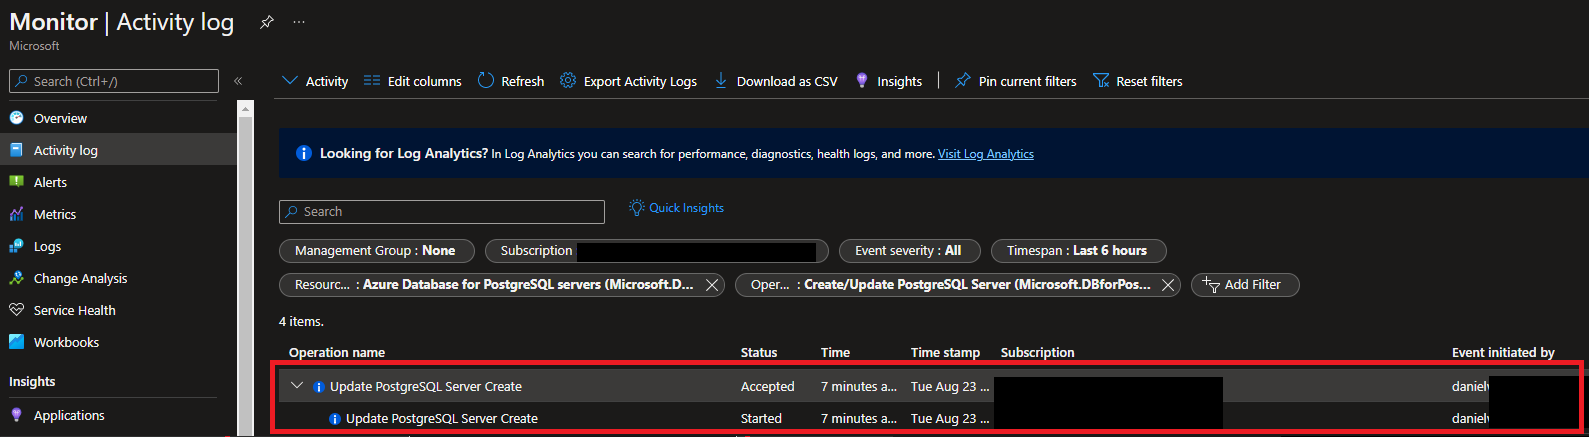 Monitor | Activity log
Microsoft
Search (Ctrl+/)
Overview
Activity log
Alerts
Metrics
Logs
Change Analysis
Service Health
Workbooks
Insights
Applications
Activity Edit columns Refresh Export Activity Logs Download as CSV Insights Pin current filters Reset filters
Looking for Log Analytics? In Log Analytics you can search for performance, diagnostics, health logs, and more. Visit Log Analytics
Search Quick Insights
Management Group : None Subscription Event severity : All Timespan : Last 6 hours
Resourc... : Azure Database for PostgreSQL servers (Microsoft.D... Oper... : Create/Update PostgreSQL Server (Microsoft.DBforPos... Add Filter
4 items.
Operation name Status Time Time stamp Subscription Event initiated by
Update PostgreSQL Server Create Accepted 7 minutes a... Tue Aug 23 ... daniel
Update PostgreSQL Server Create Started 7 minutes a... Tue Aug 23 ... daniel